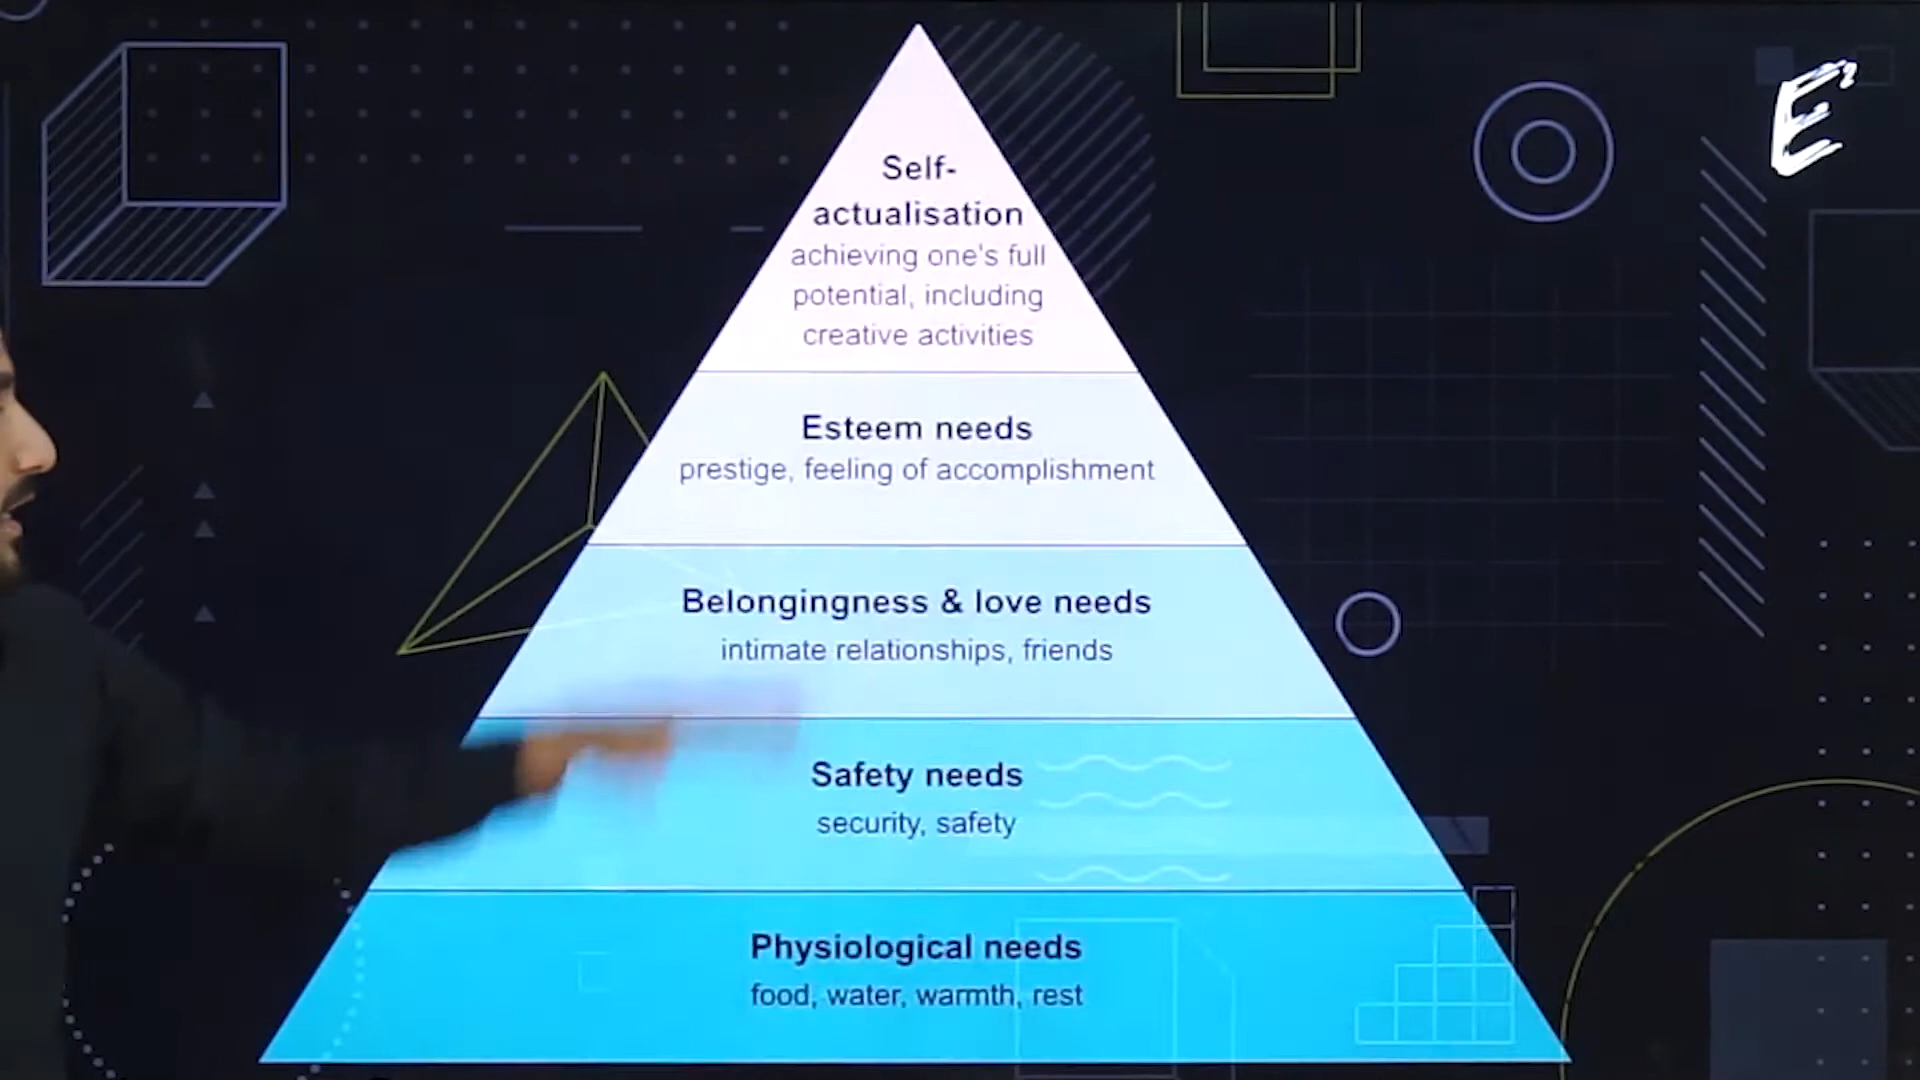 E²
Self-
actualisation
achieving one's full
potential, including
creative activities
Esteem needs
prestige, feeling of accomplishment
Belongingness & love needs
intimate relationships, friends
Safety needs
security, safety
Physiological needs
food, water, warmth, rest